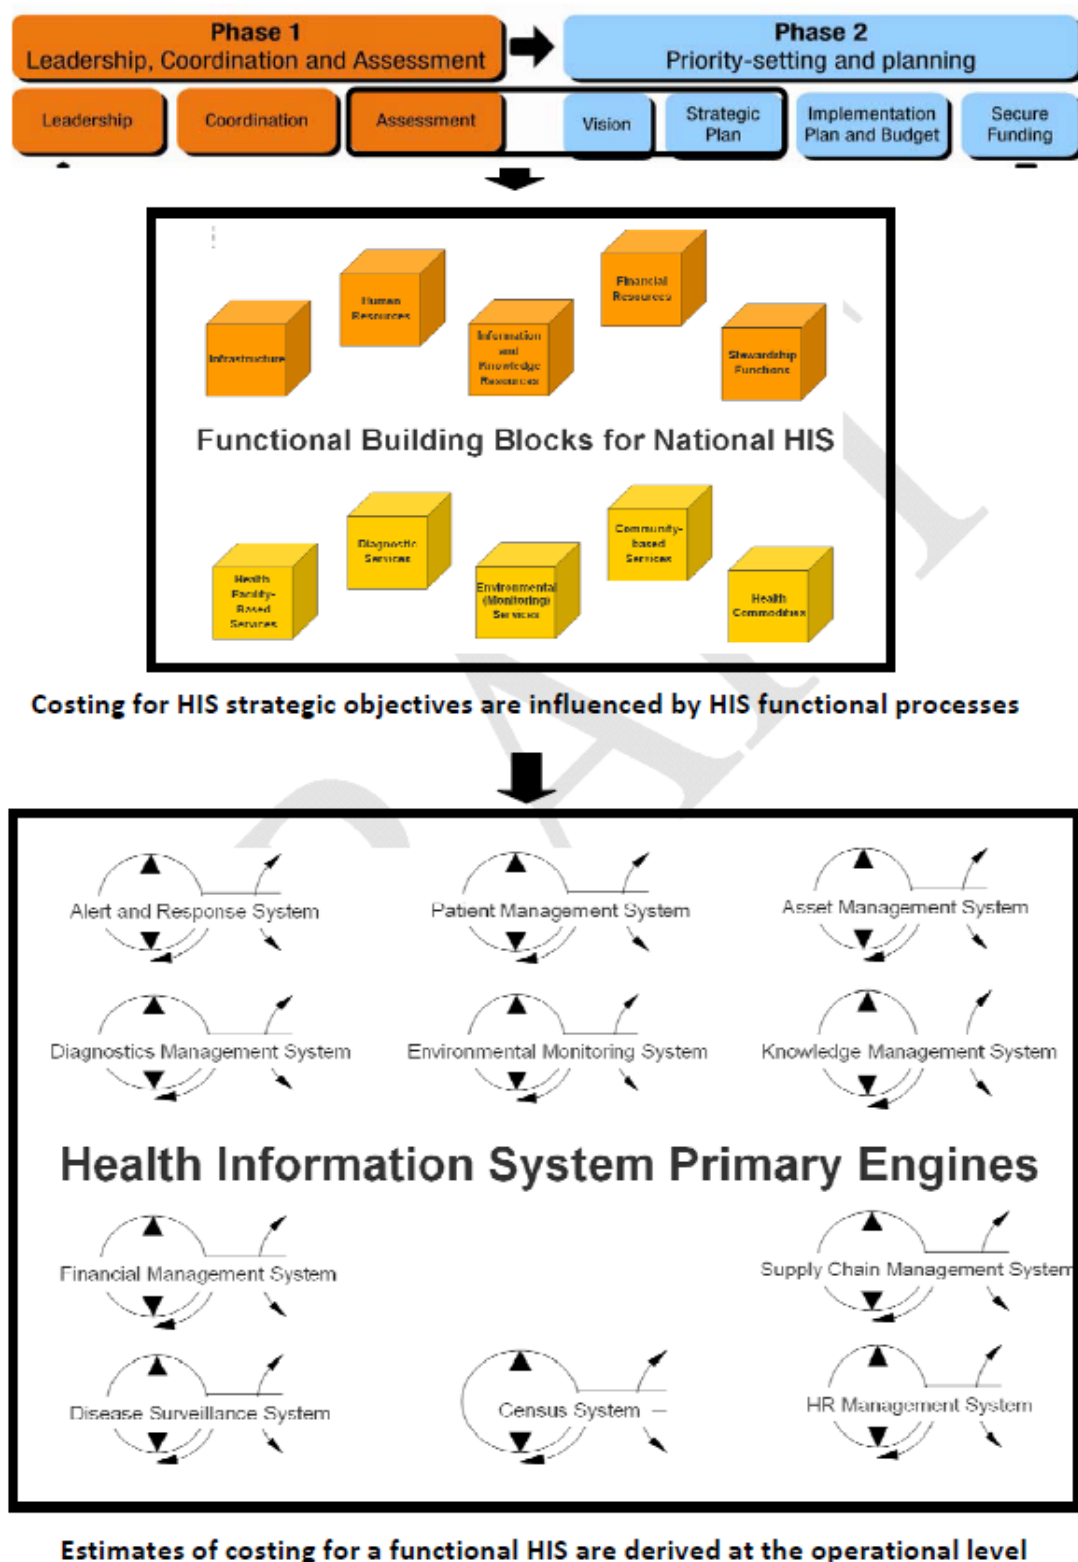 Phase 1
Leadership, Coordination and Assessment
Phase 2
Priority-setting and planning
Leadership
Coordination
Assessment
Vision
Strategic
Plan
Implementation
Plan and Budget
Secure
Funding
Infrastructure
Human
Resources
Information
and
Knowledge
Resources
Financial
Resources
Stewardship
Functions
Functional Building Blocks for National HIS
Health
Facility-
Based
Services
Diagnostic
Services
Environmental
(Monitoring)
Services
Community-
based
Services
Health
Commodities
Costing for HIS strategic objectives are influenced by HIS functional processes
Alert and Response System
Patient Management System
Asset Management System
Diagnostics Management System
Environmental Monitoring System
Knowledge Management System
Health Information System Primary Engines
Financial Management System
Supply Chain Management System
Disease Surveillance System
Census System
HR Management System
Estimates of costing for a functional HIS are derived at the operational level